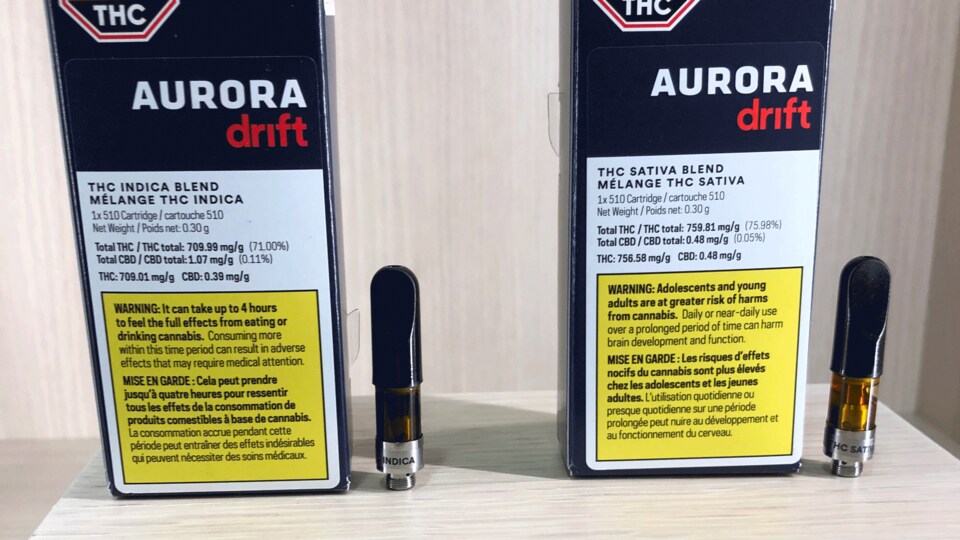 THC
AURORA
drift
THC INDICA BLEND
MÉLANGE THC INDICA
1x 510 Cartridge / cartouche 510
Net Weight / Poids net: 0.30 g
Total THC / THC total: 709.99 mg/g (71.00%)
Total CBD / CBD total: 1.07 mg/g (0.11%)
THC: 709.01 mg/g CBD: 0.39 mg/g
WARNING: It can take up to 4 hours
to feel the full effects from eating or
drinking cannabis. Consuming more
within this time period can result in adverse
effects that may require medical attention.
MISE EN GARDE : Cela peut prendre
jusqu'à quatre heures pour ressentir
tous les effets de la consommation de
produits comestibles à base de cannabis.
La consommation accrue pendant cette
période peut entraîner des effets indésirables
qui peuvent nécessiter des soins médicaux.
INDICA
THC
AURORA
drift
THC SATIVA BLEND
MÉLANGE THC SATIVA
1x 510 Cartridge / cartouche 510
Net Weight / Poids net: 0.30 g
Total THC / THC total: 759.81 mg/g (75.98%)
Total CBD / CBD total: 0.48 mg/g (0.05%)
THC: 756.58 mg/g CBD: 0.48 mg/g
WARNING: Adolescents and young
adults are at greater risk of harms
from cannabis. Daily or near-daily use
over a prolonged period of time can harm
brain development and function.
MISE EN GARDE : Les risques d'effets
nocifs du cannabis sont plus élevés
chez les adolescents et les jeunes
adultes. L'utilisation quotidienne ou
presque quotidienne sur une période
prolongée peut nuire au développement et
au fonctionnement du cerveau.
THC SATI